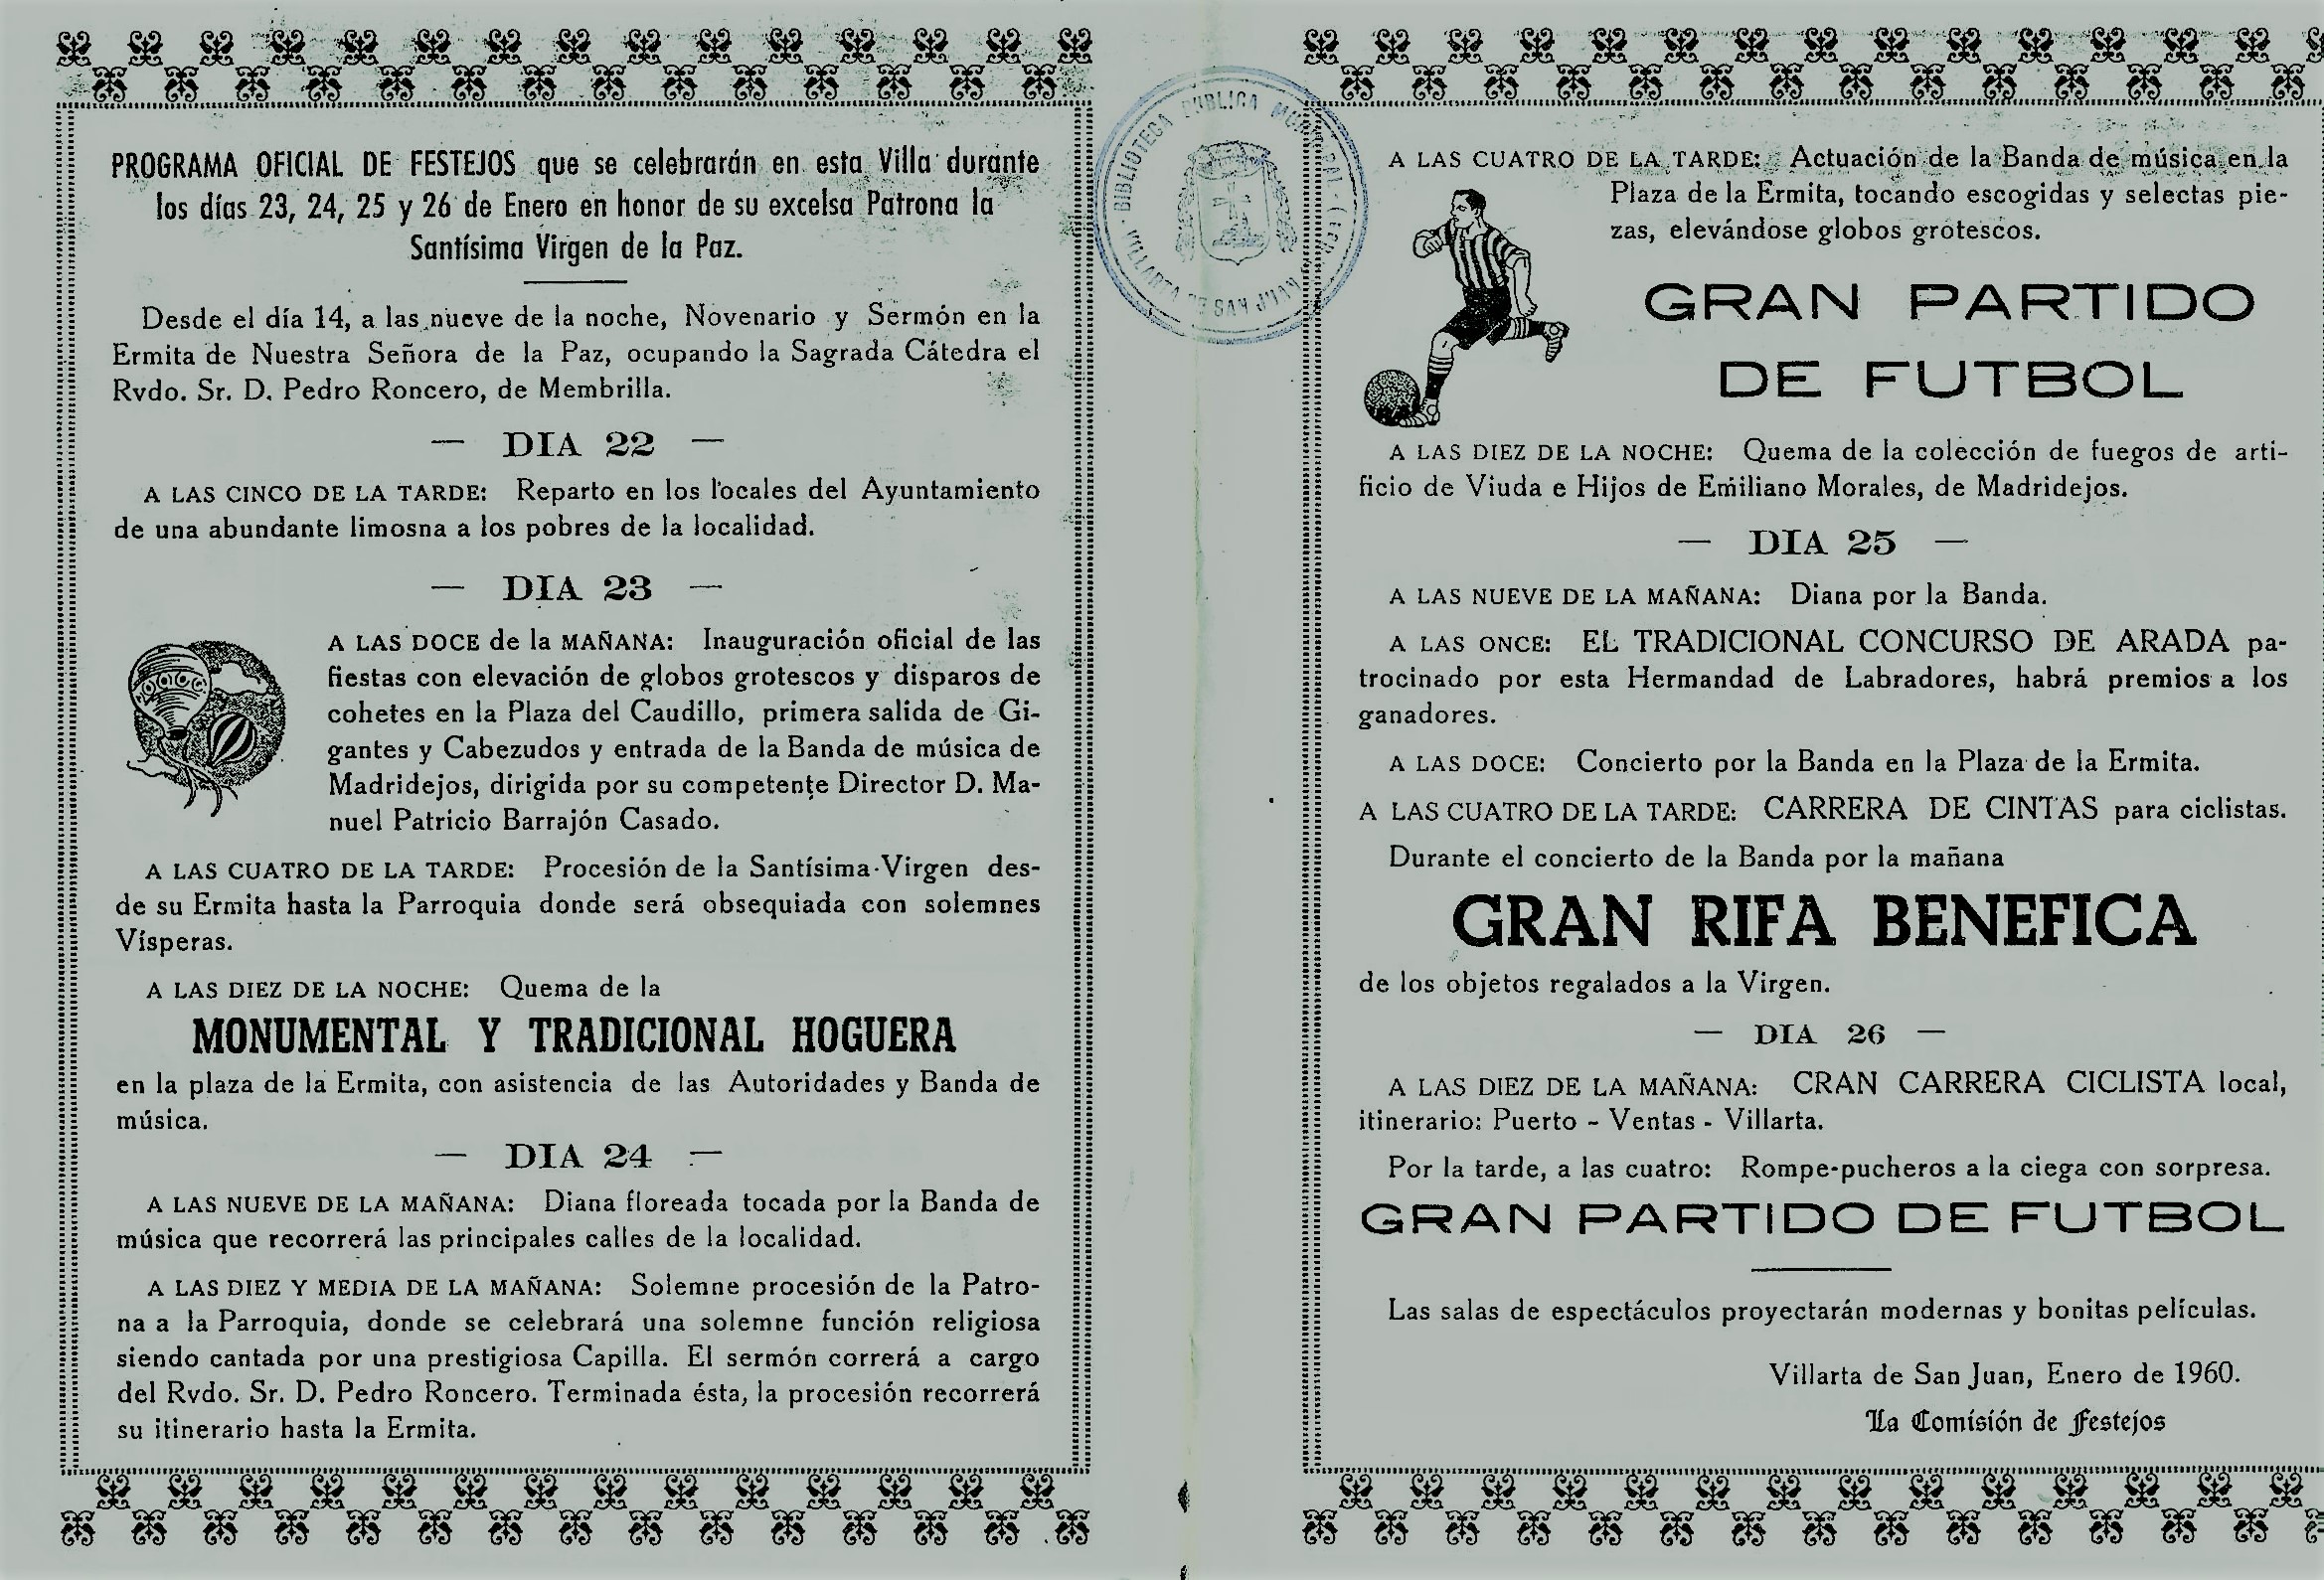 PROGRAMA OFICIAL DE FESTEJOS que se celebrarán en esta Villa durante
los días 23, 24, 25 y 26 de Enero en honor de su excelsa Patrona la
Santísima Virgen de la Paz.
Desde el día 14, a las nueve de la noche, Novenario y Sermón en la
Ermita de Nuestra Señora de la Paz, ocupando la Sagrada Cátedra el
Rvdo. Sr. D. Pedro Roncero, de Membrilla.
— DIA 22 —
A LAS CINCO DE LA TARDE: Reparto en los locales del Ayuntamiento
de una abundante limosna a los pobres de la localidad.
— DIA 23 —
A LAS DOCE de la MAÑANA: Inauguración oficial de las
fiestas con elevación de globos grotescos y disparos de
cohetes en la Plaza del Caudillo, primera salida de Gi-
gantes y Cabezudos y entrada de la Banda de música de
Madridejos, dirigida por su competente Director D. Ma-
nuel Patricio Barrajón Casado.
A LAS CUATRO DE LA TARDE: Procesión de la Santísima Virgen des-
de su Ermita hasta la Parroquia donde será obsequiada con solemnes
Vísperas.
A LAS DIEZ DE LA NOCHE: Quema de la
MONUMENTAL Y TRADICIONAL HOGUERA
en la plaza de la Ermita, con asistencia de las Autoridades y Banda de
música.
— DIA 24 —
A LAS NUEVE DE LA MAÑANA: Diana floreada tocada por la Banda de
música que recorrerá las principales calles de la localidad.
A LAS DIEZ Y MEDIA DE LA MAÑANA: Solemne procesión de la Patro-
na a la Parroquia, donde se celebrará una solemne función religiosa
siendo cantada por una prestigiosa Capilla. El sermón correrá a cargo
del Rvdo. Sr. D. Pedro Roncero. Terminada ésta, la procesión recorrerá
su itinerario hasta la Ermita.
BIBLIOTECA PUBLICA MUNICIPAL
VILLARTA DE SAN JUAN
A LAS CUATRO DE LA TARDE: Actuación de la Banda de música en la
Plaza de la Ermita, tocando escogidas y selectas pie-
zas, elevándose globos grotescos.
GRAN PARTIDO
DE FUTBOL
A LAS DIEZ DE LA NOCHE: Quema de la colección de fuegos de arti-
ficio de Viuda e Hijos de Emiliano Morales, de Madridejos.
— DIA 25 —
A LAS NUEVE DE LA MAÑANA: Diana por la Banda.
A LAS ONCE: EL TRADICIONAL CONCURSO DE ARADA pa-
trocinado por esta Hermandad de Labradores, habrá premios a los
ganadores.
A LAS DOCE: Concierto por la Banda en la Plaza de la Ermita.
A LAS CUATRO DE LA TARDE: CARRERA DE CINTAS para ciclistas.
Durante el concierto de la Banda por la mañana
GRAN RIFA BENEFICA
de los objetos regalados a la Virgen.
— DIA 26 —
A LAS DIEZ DE LA MAÑANA: CRAN CARRERA CICLISTA local,
itinerario: Puerto - Ventas - Villarta.
Por la tarde, a las cuatro: Rompe-pucheros a la ciega con sorpresa.
GRAN PARTIDO DE FUTBOL
Las salas de espectáculos proyectarán modernas y bonitas películas.
Villarta de San Juan, Enero de 1960.
La Comisión de Festejos